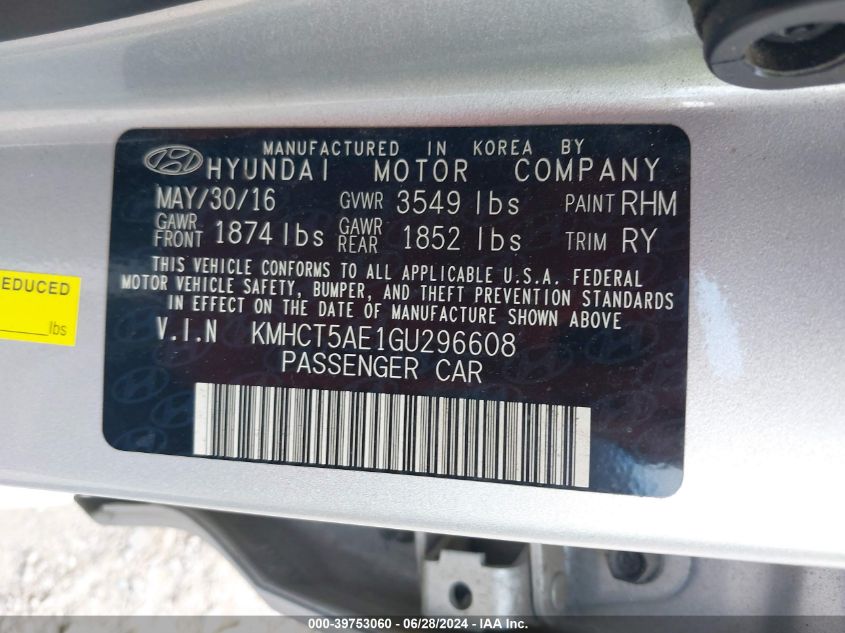 MANUFACTURED IN KOREA BY
HYUNDAI MOTOR COMPANY
MAY/30/16 GVWR 3549 lbs PAINT RHM
GAWR FRONT 1874 lbs GAWR REAR 1852 lbs TRIM RY
THIS VEHICLE CONFORMS TO ALL APPLICABLE U.S.A. FEDERAL
MOTOR VEHICLE SAFETY, BUMPER, AND THEFT PREVENTION STANDARDS
IN EFFECT ON THE DATE OF MANUFACTURE SHOWN ABOVE
V.I.N KMHCT5AE1GU296608
PASSENGER CAR
EDUCED
lbs
000-39753060 - 06/28/2024 - IAA Inc.